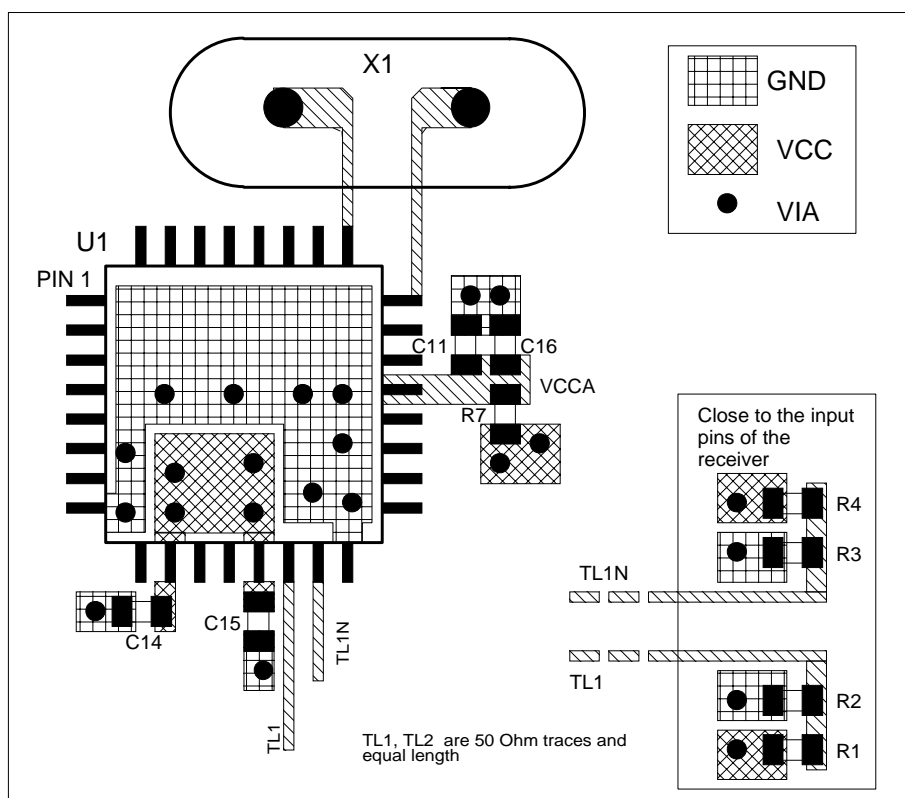 X1
GND
VCC
VIA
U1
PIN 1
C11
C16
VCCA
R7
Close to the input
pins of the
receiver
R4
R3
TL1N
TL1
R2
R1
C14
C15
TL1N
TL1
TL1, TL2 are 50 Ohm traces and
equal length